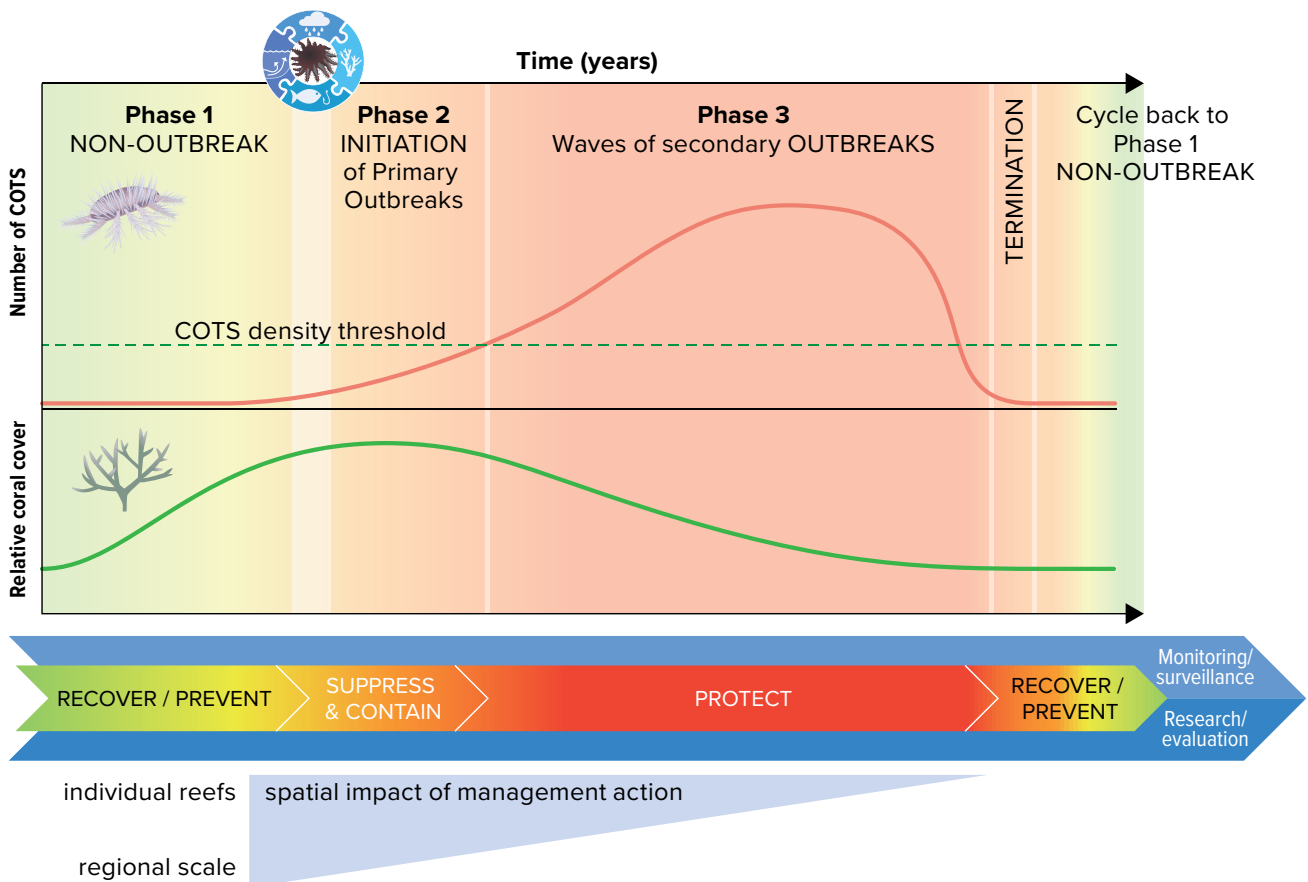 Time (years)
Phase 1
NON-OUTBREAK
Phase 2
INITIATION
of Primary
Outbreaks
Phase 3
Waves of secondary OUTBREAKS
TERMINATION
Cycle back to
Phase 1
NON-OUTBREAK
Number of COTS
COTS density threshold
Relative coral cover
RECOVER / PREVENT
SUPPRESS
& CONTAIN
PROTECT
RECOVER /
PREVENT
Monitoring/
surveillance
Research/
evaluation
individual reefs
spatial impact of management action
regional scale